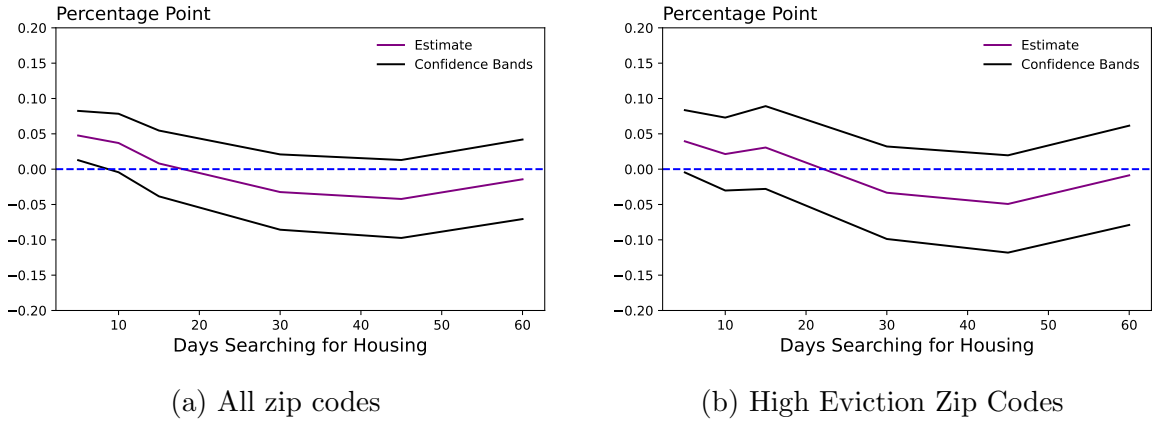 Percentage Point
0.20
0.15
0.10
0.05
0.00
−0.05
−0.10
−0.15
−0.20
Estimate
Confidence Bands
10 20 30 40 50 60
Days Searching for Housing
(a) All zip codes
Percentage Point
0.20
0.15
0.10
0.05
0.00
−0.05
−0.10
−0.15
−0.20
Estimate
Confidence Bands
10 20 30 40 50 60
Days Searching for Housing
(b) High Eviction Zip Codes